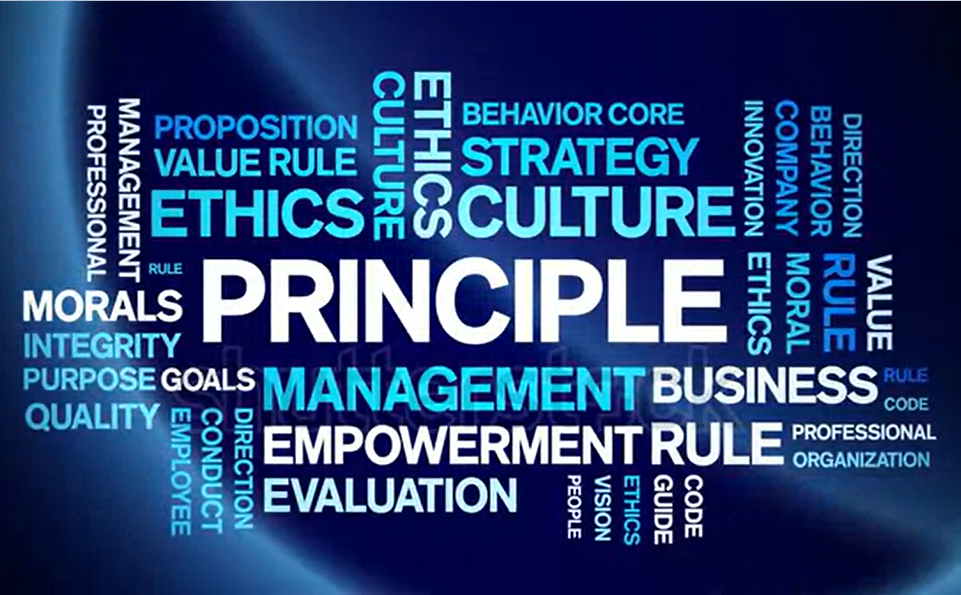 PROFESSIONAL
MANAGEMENT
PROPOSITION
VALUE RULE
ETHICS
CULTURE
ETHICS
BEHAVIOR CORE
STRATEGY
CULTURE
INNOVATION
COMPANY
BEHAVIOR
DIRECTION
RULE
MORALS
PRINCIPLE
ETHICS
MORAL
RULE
VALUE
INTEGRITY
PURPOSE GOALS
MANAGEMENT BUSINESS
RULE
CODE
QUALITY
EMPLOYEE
CONDUCT
DIRECTION
EMPOWERMENT RULE
PROFESSIONAL
ORGANIZATION
EVALUATION
PEOPLE
VISION
ETHICS
GUIDE
CODE
shutterstock